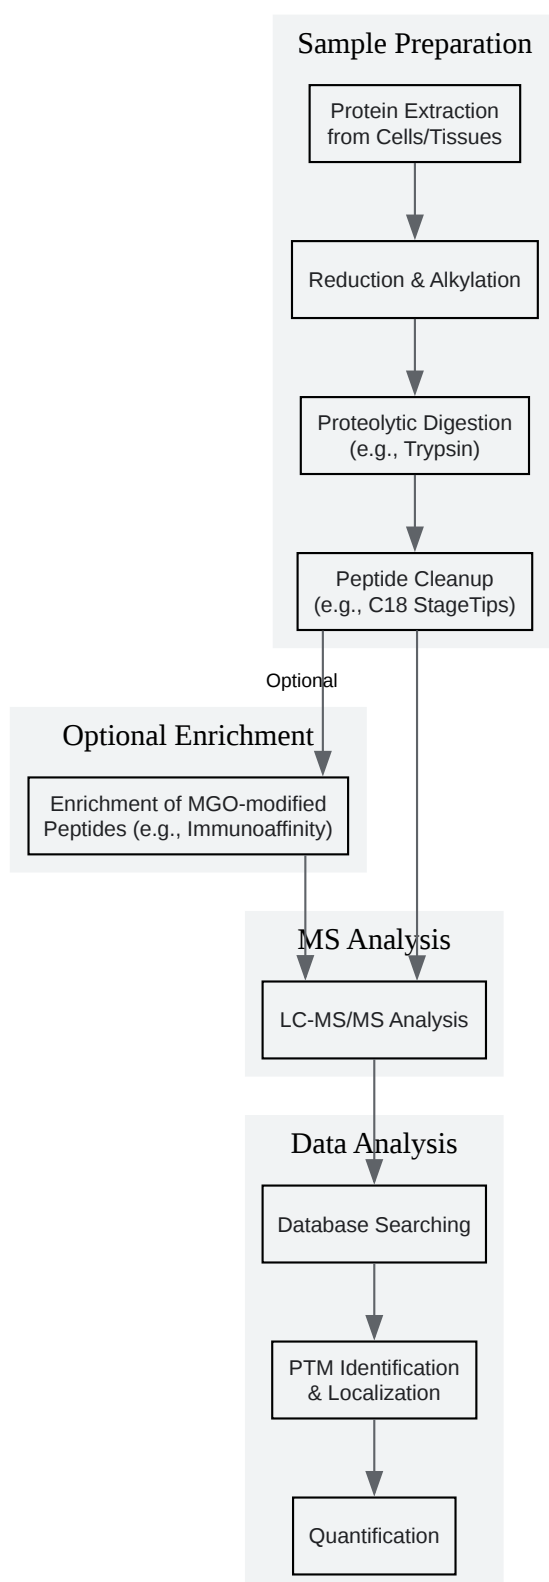 Sample Preparation
Protein Extraction
from Cells/Tissues
Reduction & Alkylation
Proteolytic Digestion
(e.g., Trypsin)
Peptide Cleanup
(e.g., C18 StageTips)
Optional
Optional Enrichment
Enrichment of MGO-modified
Peptides (e.g., Immunoaffinity)
MS Analysis
LC-MS/MS Analysis
Data Analysis
Database Searching
PTM Identification
& Localization
Quantification